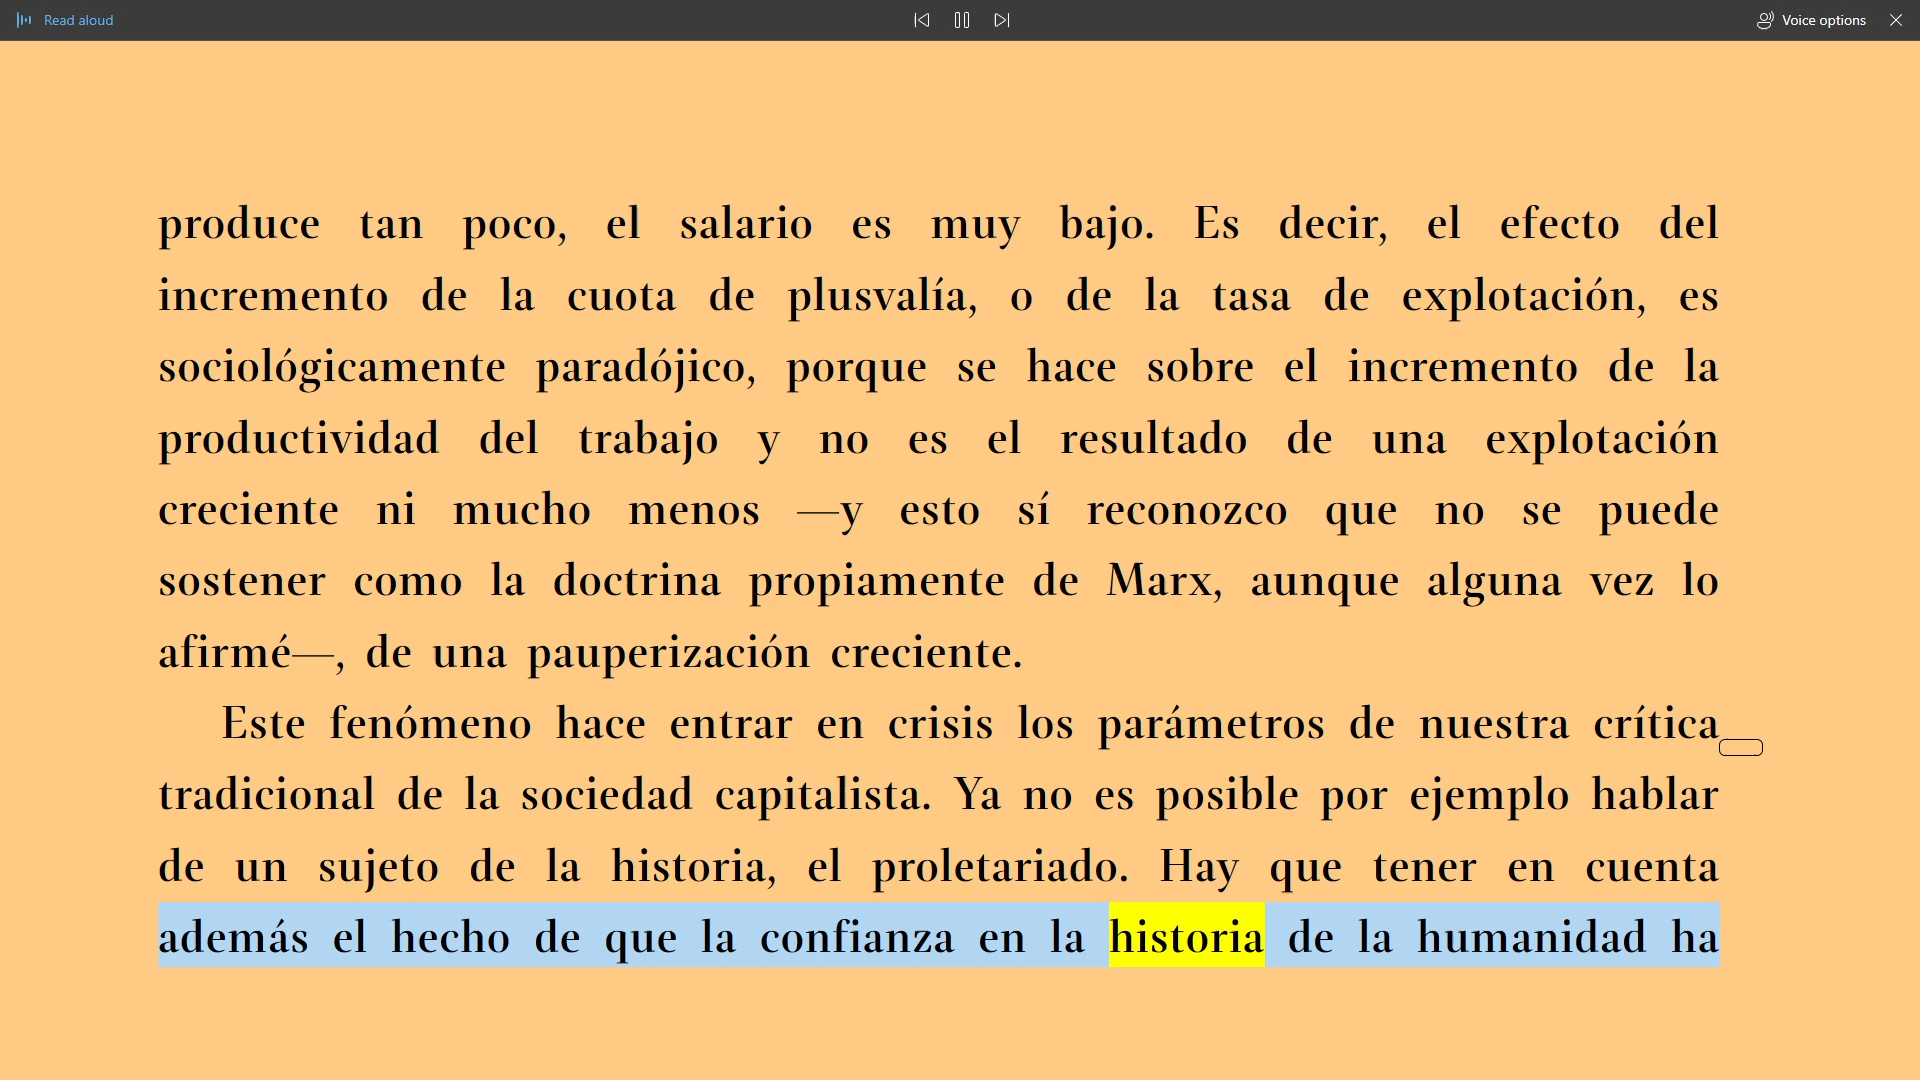 Read aloud
Voice options
produce tan poco, el salario es muy bajo. Es decir, el efecto del
incremento de la cuota de plusvalía, o de la tasa de explotación, es
sociológicamente paradójico, porque se hace sobre el incremento de la
productividad del trabajo y no es el resultado de una explotación
creciente ni mucho menos —y esto sí reconozco que no se puede
sostener como la doctrina propiamente de Marx, aunque alguna vez lo
afirmé—, de una pauperización creciente.
Este fenómeno hace entrar en crisis los parámetros de nuestra crítica
tradicional de la sociedad capitalista. Ya no es posible por ejemplo hablar
de un sujeto de la historia, el proletariado. Hay que tener en cuenta
además el hecho de que la confianza en la historia de la humanidad ha